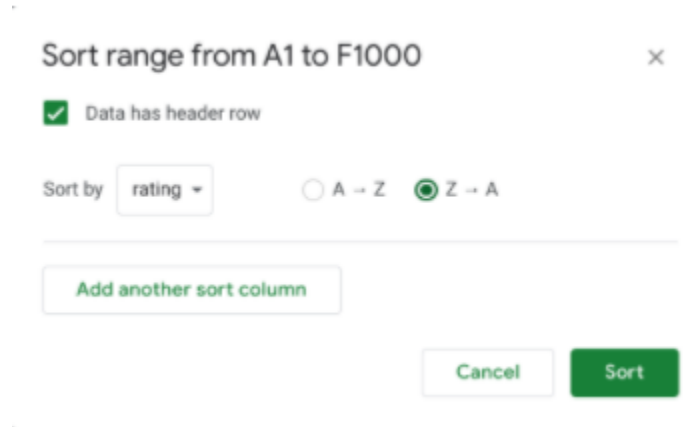 Sort range from A1 to F1000 ×
Data has header row
Sort by rating A → Z Z → A
Add another sort column
Cancel Sort